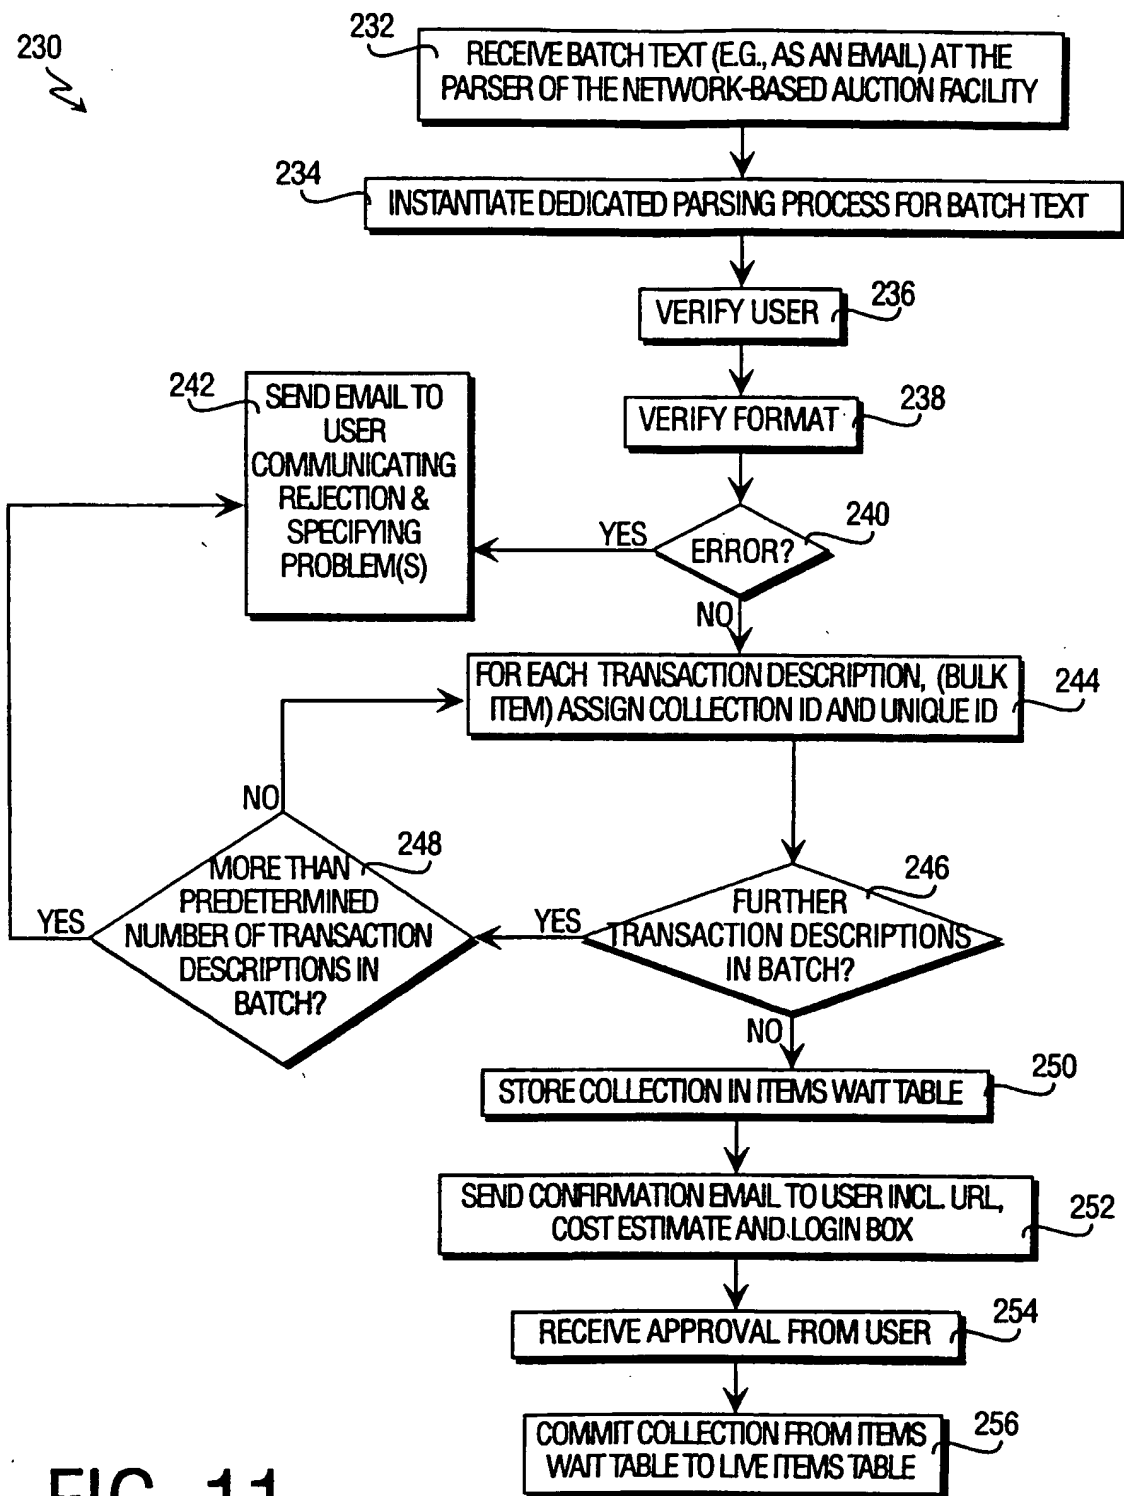 230
232
RECEIVE BATCH TEXT (E.G., AS AN EMAIL) AT THE
PARSER OF THE NETWORK-BASED AUCTION FACILITY
234
INSTANTIATE DEDICATED PARSING PROCESS FOR BATCH TEXT
VERIFY USER
236
VERIFY FORMAT
238
242
SEND EMAIL TO
USER
COMMUNICATING
REJECTION &
SPECIFYING
PROBLEM(S)
YES
ERROR?
240
NO
FOR EACH TRANSACTION DESCRIPTION, (BULK
ITEM) ASSIGN COLLECTION ID AND UNIQUE ID
244
NO
248
MORE THAN
PREDETERMINED
NUMBER OF TRANSACTION
DESCRIPTIONS IN
BATCH?
YES
YES
246
FURTHER
TRANSACTION DESCRIPTIONS
IN BATCH?
NO
STORE COLLECTION IN ITEMS WAIT TABLE
250
SEND CONFIRMATION EMAIL TO USER INCL. URL,
COST ESTIMATE AND LOGIN BOX
252
RECEIVE APPROVAL FROM USER
254
COMMIT COLLECTION FROM ITEMS
WAIT TABLE TO LIVE ITEMS TABLE
256
FIG. 11